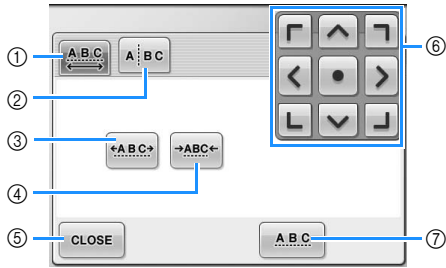 ① A B C A B C ⑥
②
③ A B C ABC
④
⑤ CLOSE A B C ⑦